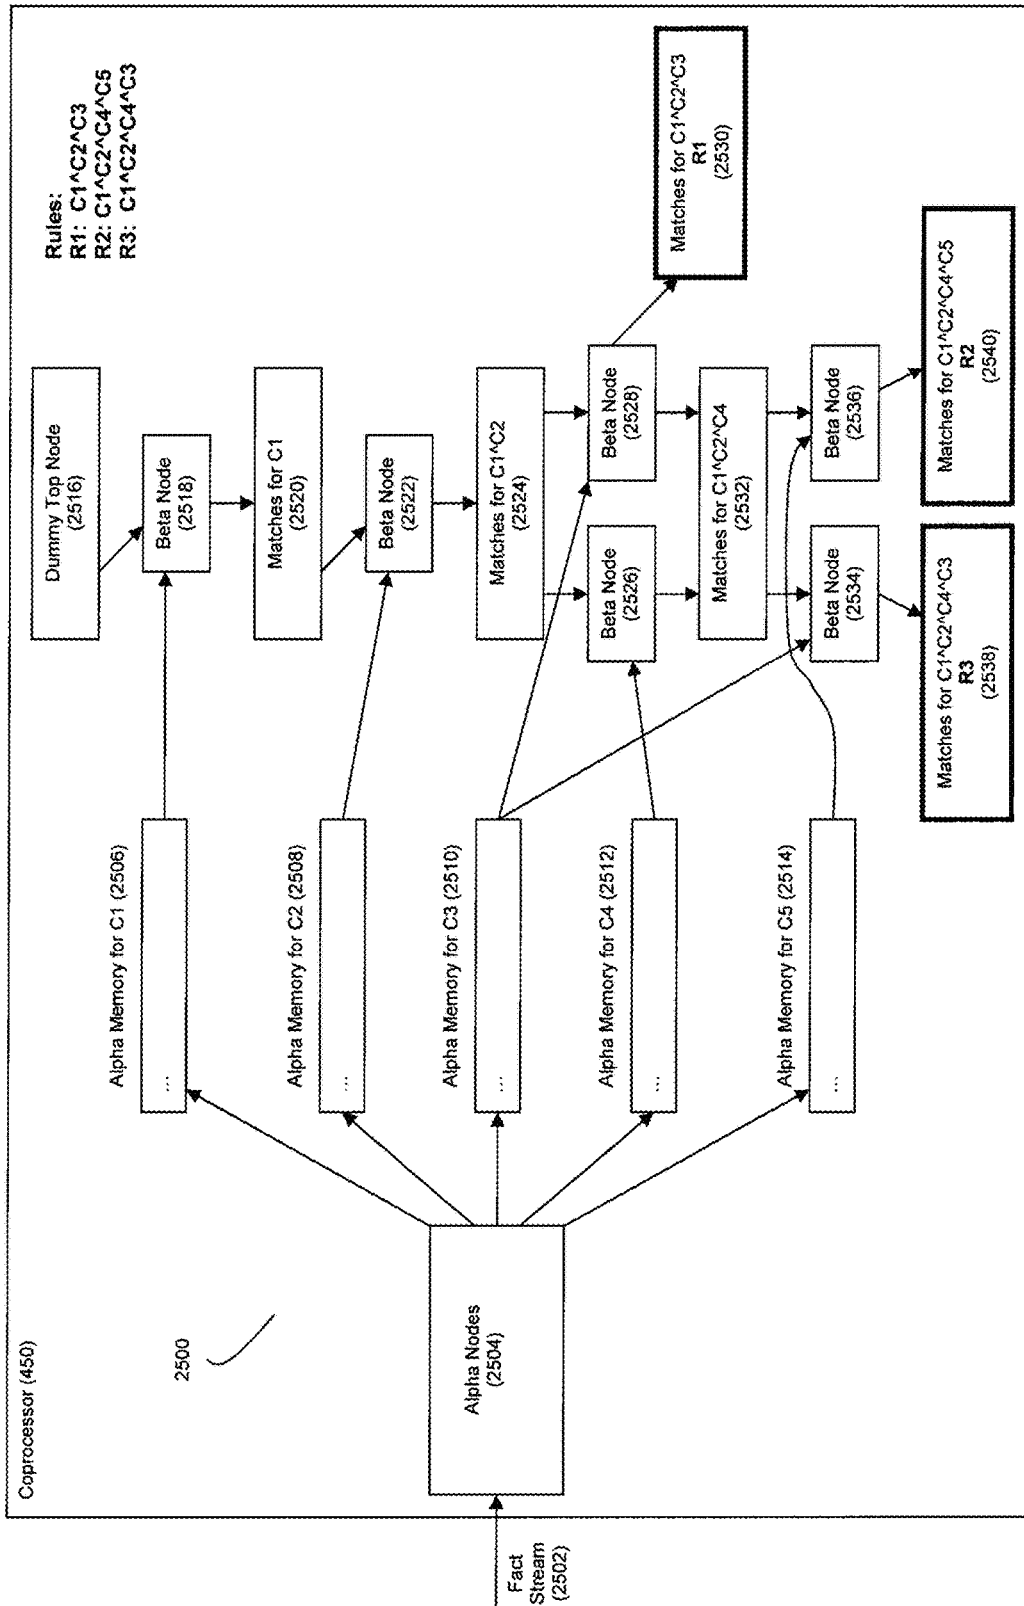 Coprocessor (450)
2500
Fact
Stream
(2502)
Alpha Nodes
(2504)
Alpha Memory for C1 (2506)
...
Alpha Memory for C2 (2508)
...
Alpha Memory for C3 (2510)
...
Alpha Memory for C4 (2512)
...
Alpha Memory for C5 (2514)
...
Dummy Top Node
(2516)
Beta Node
(2518)
Matches for C1
(2520)
Beta Node
(2522)
Matches for C1^C2
(2524)
Beta Node
(2526)
Beta Node
(2528)
Matches for C1^C2^C4
(2532)
Beta Node
(2534)
Beta Node
(2536)
Matches for C1^C2^C4^C3
R3
(2538)
Matches for C1^C2^C4^C5
R2
(2540)
Matches for C1^C2^C3
R1
(2530)
Rules:
R1: C1^C2^C3
R2: C1^C2^C4^C5
R3: C1^C2^C4^C3